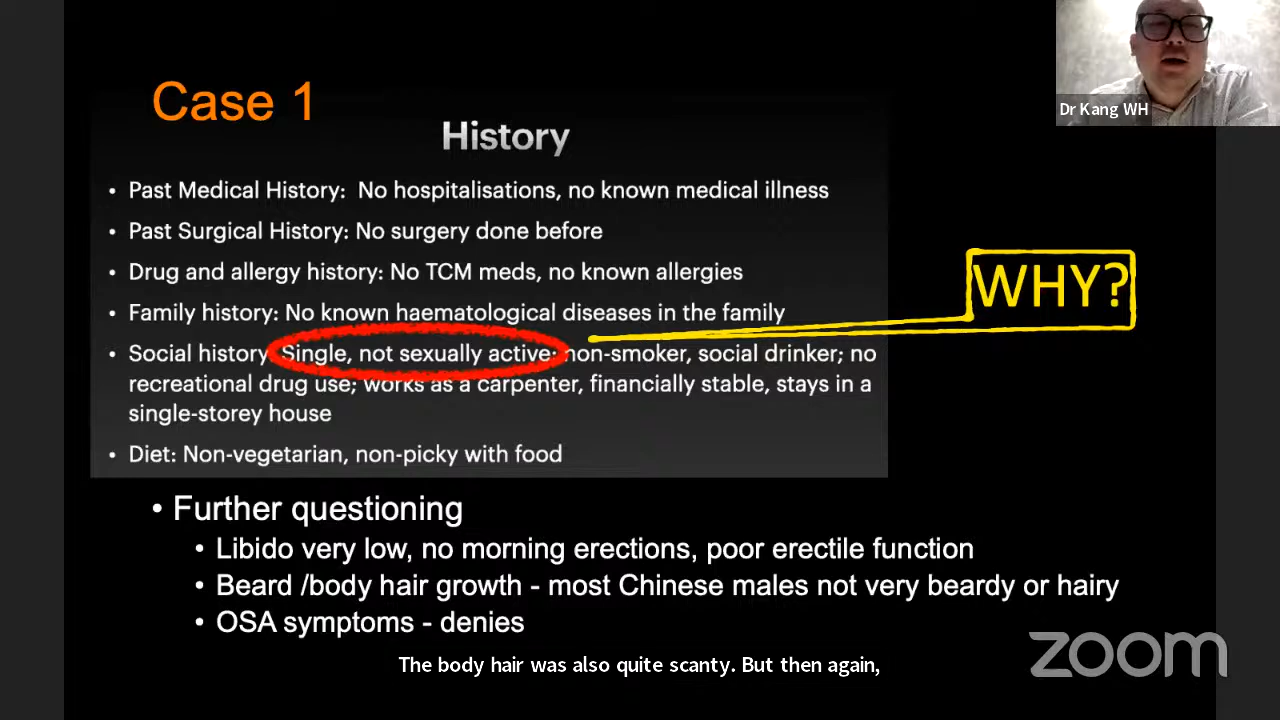 Case 1
History
• Past Medical History: No hospitalisations, no known medical illness
• Past Surgical History: No surgery done before
• Drug and allergy history: No TCM meds, no known allergies
• Family history: No known haematological diseases in the family
• Social history: Single, not sexually active; non-smoker, social drinker; no
recreational drug use; works as a carpenter, financially stable, stays in a
single-storey house
• Diet: Non-vegetarian, non-picky with food
WHY?
• Further questioning
• Libido very low, no morning erections, poor erectile function
• Beard /body hair growth - most Chinese males not very beardy or hairy
• OSA symptoms - denies
Dr Kang WH
The body hair was also quite scanty. But then again,
zoom